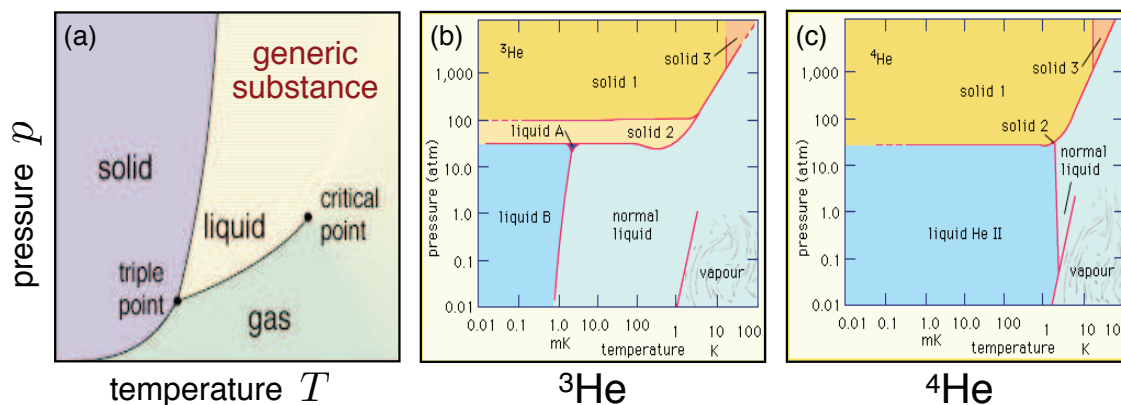 (a)
generic
substance
solid
liquid
critical
point
triple
point
gas
pressure p
temperature T
(b)
³He
solid 3
1,000
solid 1
100
liquid A
solid 2
10.0
pressure (atm)
1.0
liquid B
normal
liquid
0.1
vapour
0.01
0.01 0.1 1.0 10.0 100 1 10 100
mK temperature K
³He
(c)
⁴He
solid 3
1,000
solid 1
100
solid 2
10.0
normal
liquid
pressure (atm)
1.0
liquid He II
0.1
vapour
0.01
0.01 0.1 1.0 10.0 100 1 10 100
mK temperature K
⁴He